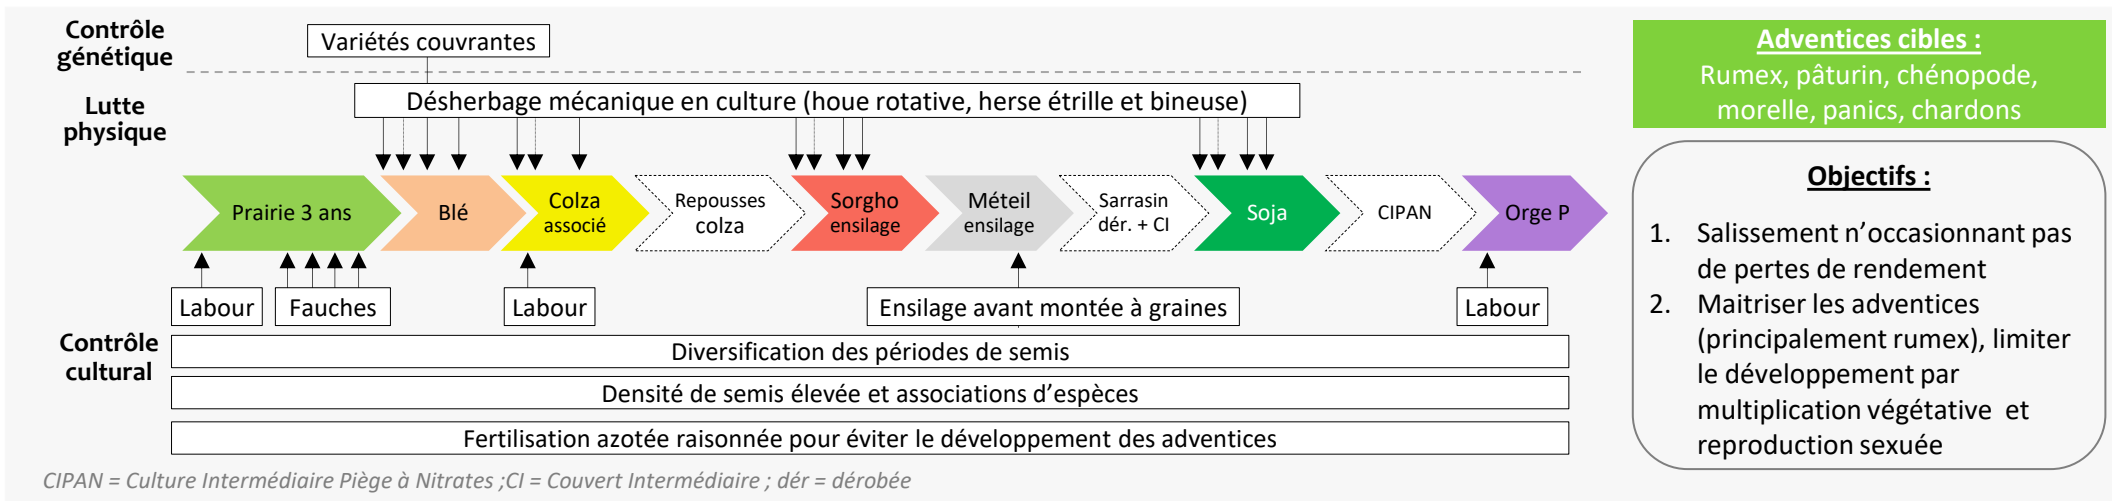 Contrôle
génétique
Variétés couvrantes
Lutte
physique
Désherbage mécanique en culture (houe rotative, herse étrille et bineuse)
Prairie 3 ans
Blé
Colza
associé
Repousses
colza
Sorgho
ensilage
Méteil
ensilage
Sarrasin
dér. + CI
Soja
CIPAN
Orge P
Labour
Fauches
Labour
Ensilage avant montée à graines
Labour
Contrôle
cultural
Diversification des périodes de semis
Densité de semis élevée et associations d’espèces
Fertilisation azotée raisonnée pour éviter le développement des adventices
CIPAN = Culture Intermédiaire Piège à Nitrates ;CI = Couvert Intermédiaire ; dér = dérobée
Adventices cibles :
Rumex, pâturin, chénopode,
morelle, panics, chardons
Objectifs :
1. Salissement n’occasionnant pas
de pertes de rendement
2. Maitriser les adventices
(principalement rumex), limiter
le développement par
multiplication végétative et
reproduction sexuée